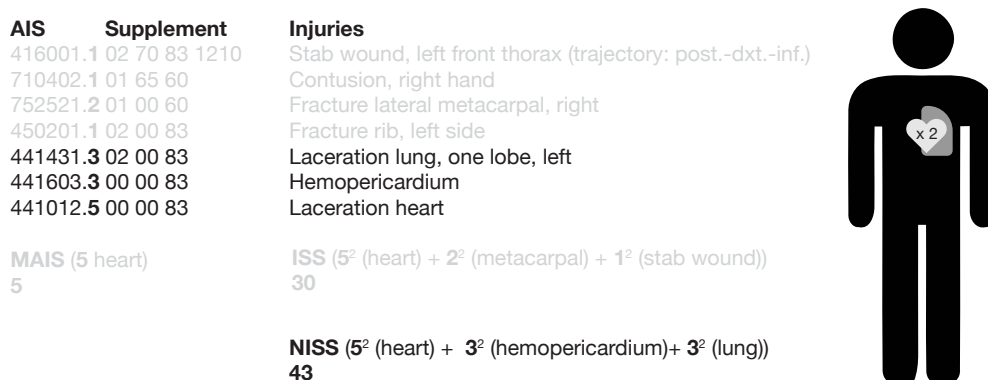 AIS Supplement Injuries
416001.1 02 70 83 1210 Stab wound, left front thorax (trajectory: post.-dxt.-inf.)
710402.1 01 65 60 Contusion, right hand
752521.2 01 00 60 Fracture lateral metacarpal, right
450201.1 02 00 83 Fracture rib, left side
441431.3 02 00 83 Laceration lung, one lobe, left
441603.3 00 00 83 Hemopericardium
441012.5 00 00 83 Laceration heart
x 2
MAIS (5 heart) ISS (5² (heart) + 2² (metacarpal) + 1² (stab wound))
5 30
NISS (5² (heart) + 3² (hemopericardium)+ 3² (lung))
43